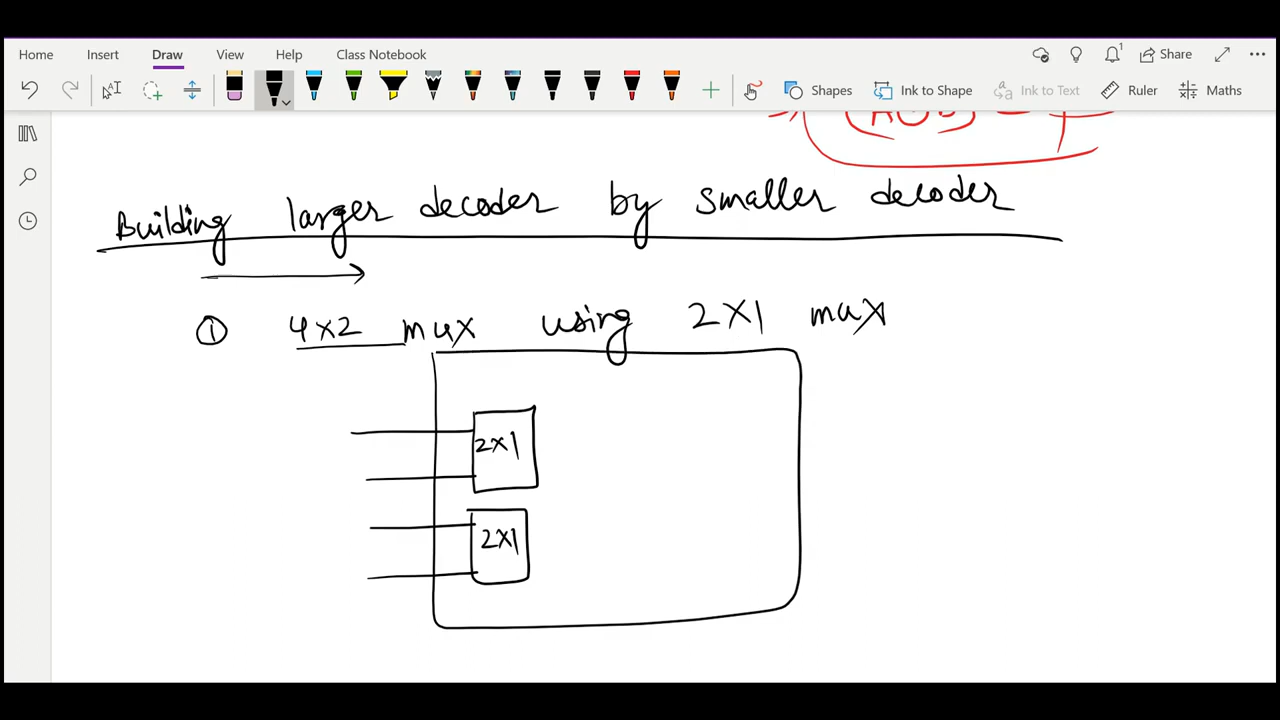 Home Insert Draw View Help Class Notebook 1 Share
Ink to Shape Ink to Text Ruler Maths Shapes
Building larger decoder by smaller decoder
① 4x2 mux using 2x1 mux
2x1
2x1